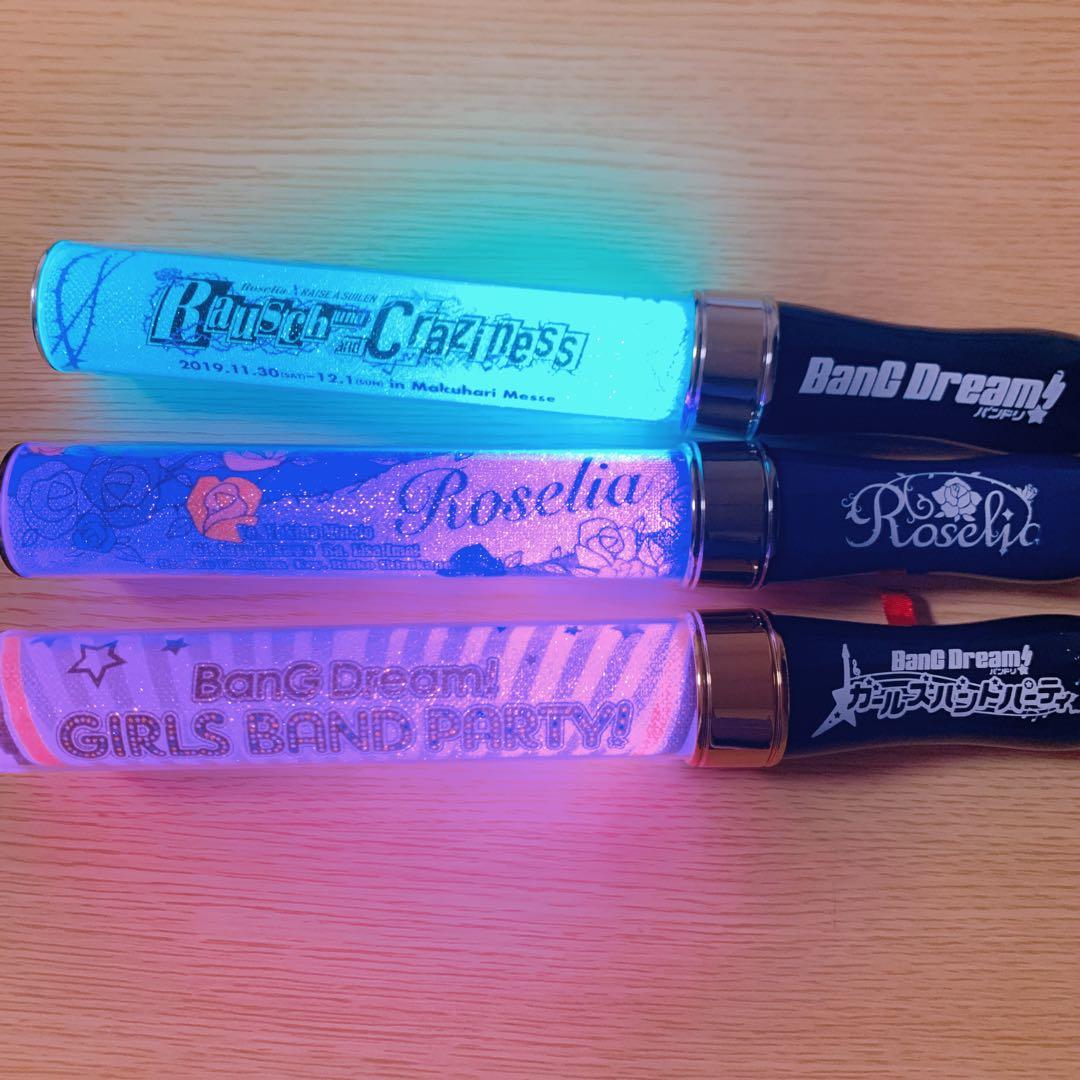 Roselia × RAISE A SUILEN
Rausch und
and Craziness
2019.11.30(SAT)-12.1(SUN) in Makuhari Messe
BanG Dream!
バンドリ
Roselia
Roselia
BanG Dream!
GIRLS BAND PARTY!
BanG Dream!
バンドリ
ガールズバンドパーティ